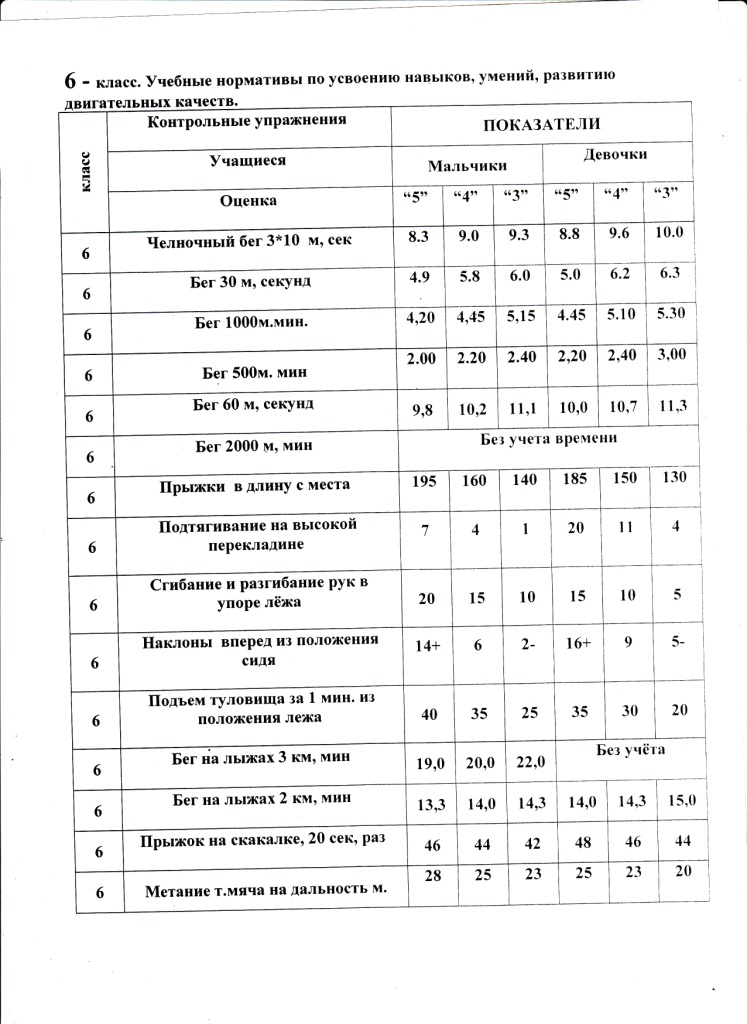 6 - класс. Учебные нормативы по усвоению навыков, умений, развитию
двигательных качеств.
класс
Контрольные упражнения
ПОКАЗАТЕЛИ
Учащиеся
Мальчики
Девочки
Оценка
“5” “4” “3” “5” “4” “3”
6 Челночный бег 3*10 м, сек 8.3 9.0 9.3 8.8 9.6 10.0
6 Бег 30 м, секунд 4.9 5.8 6.0 5.0 6.2 6.3
6 Бег 1000м.мин. 4,20 4,45 5,15 4.45 5.10 5.30
6 Бег 500м. мин 2.00 2.20 2.40 2,20 2,40 3,00
6 Бег 60 м, секунд 9,8 10,2 11,1 10,0 10,7 11,3
6 Бег 2000 м, мин Без учета времени
6 Прыжки в длину с места 195 160 140 185 150 130
6 Подтягивание на высокой
перекладине 7 4 1 20 11 4
6 Сгибание и разгибание рук в
упоре лёжа 20 15 10 15 10 5
6 Наклоны вперед из положения
сидя 14+ 6 2- 16+ 9 5-
6 Подъем туловища за 1 мин. из
положения лежа 40 35 25 35 30 20
6 Бег на лыжах 3 км, мин 19,0 20,0 22,0 Без учёта
6 Бег на лыжах 2 км, мин 13,3 14,0 14,3 14,0 14,3 15,0
6 Прыжок на скакалке, 20 сек, раз 46 44 42 48 46 44
6 Метание т.мяча на дальность м. 28 25 23 25 23 20